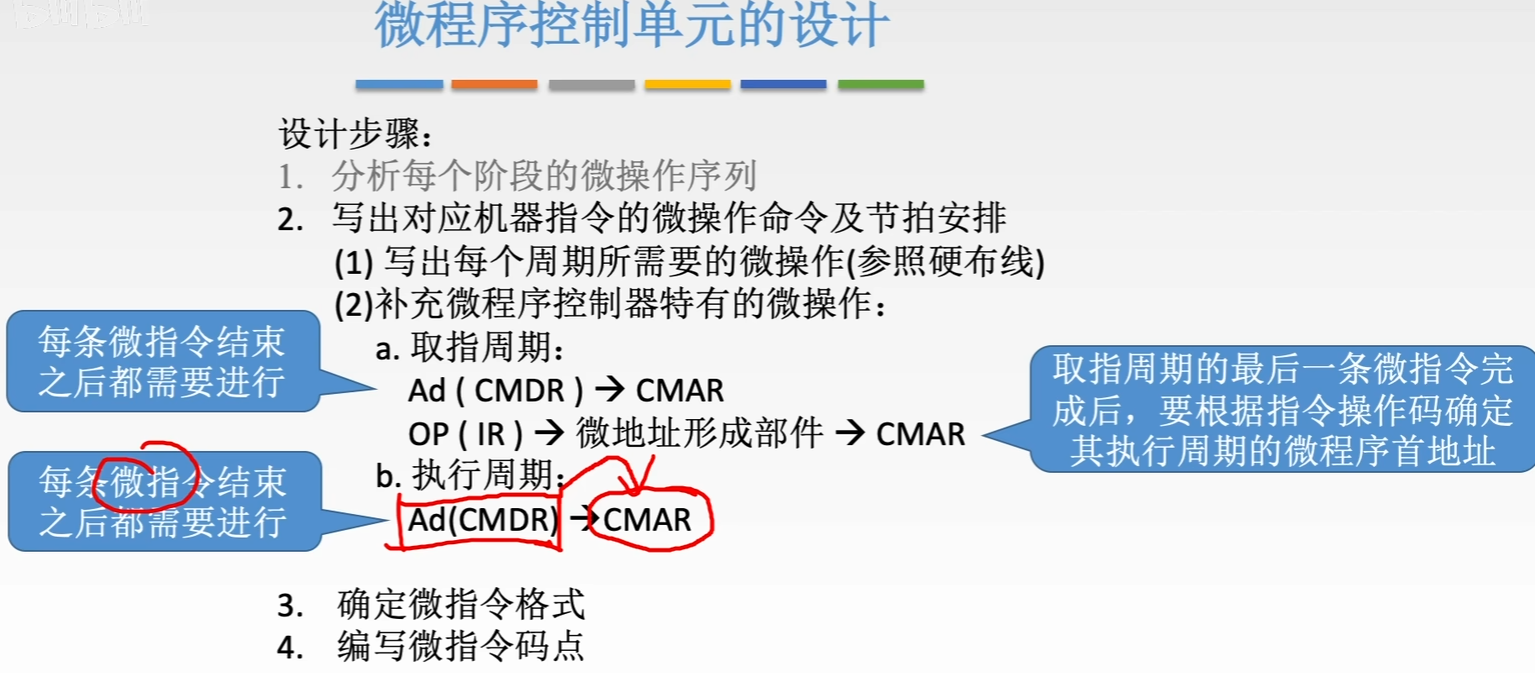 微程序控制单元的设计
设计步骤：
1. 分析每个阶段的微操作序列
2. 写出对应机器指令的微操作命令及节拍安排
(1) 写出每个周期所需要的微操作(参照硬布线)
(2)补充微程序控制器特有的微操作：
每条微指令结束
之后都需要进行
a. 取指周期：
Ad ( CMDR ) → CMAR
OP ( IR ) → 微地址形成部件 → CMAR
取指周期的最后一条微指令完
成后，要根据指令操作码确定
其执行周期的微程序首地址
每条微指令结束
之后都需要进行
b. 执行周期：
Ad(CMDR) → CMAR
3. 确定微指令格式
4. 编写微指令码点